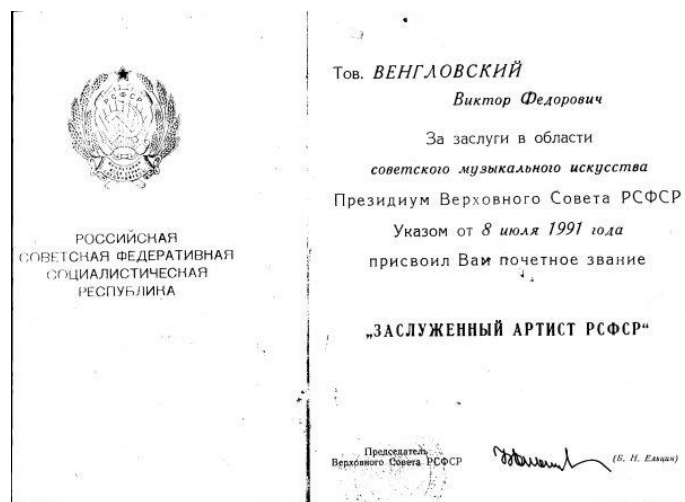 РСФСР
РОССИЙСКАЯ
СОВЕТСКАЯ ФЕДЕРАТИВНАЯ
СОЦИАЛИСТИЧЕСКАЯ
РЕСПУБЛИКА
Тов. ВЕНГЛОВСКИЙ
Виктор Федорович
За заслуги в области
советского музыкального искусства
Президиум Верховного Совета РСФСР
Указом от 8 июля 1991 года
присвоил Вам почетное звание
„ЗАСЛУЖЕННЫЙ АРТИСТ РСФСР“
Председатель
Верховного Совета РСФСР
(Б. Н. Ельцин)